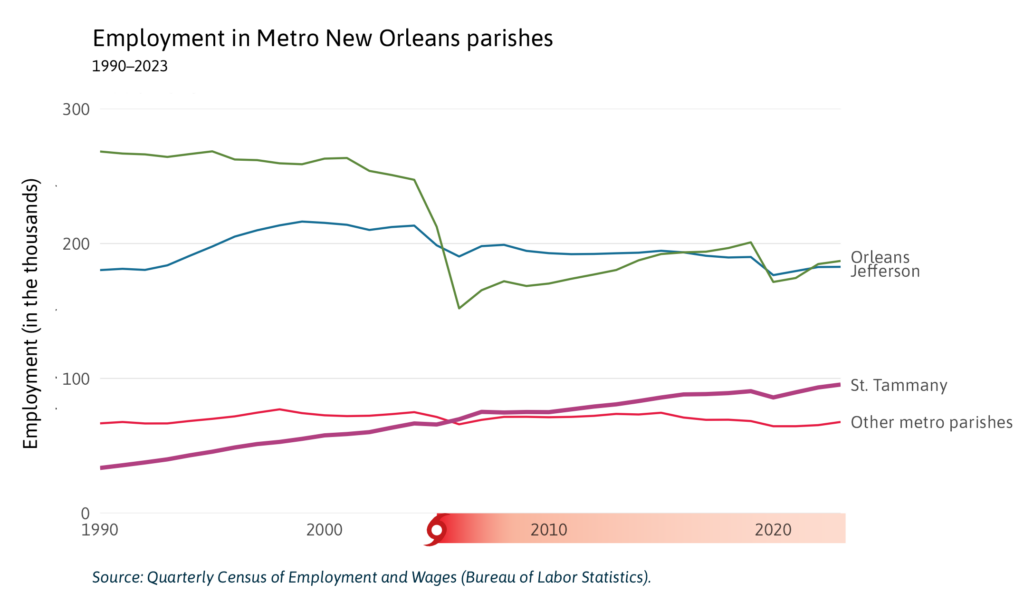 Employment in Metro New Orleans parishes
1990–2023
Employment (in the thousands)
300
200
100
0
Orleans
Jefferson
St. Tammany
Other metro parishes
1990
2000
2010
2020
Source: Quarterly Census of Employment and Wages (Bureau of Labor Statistics).